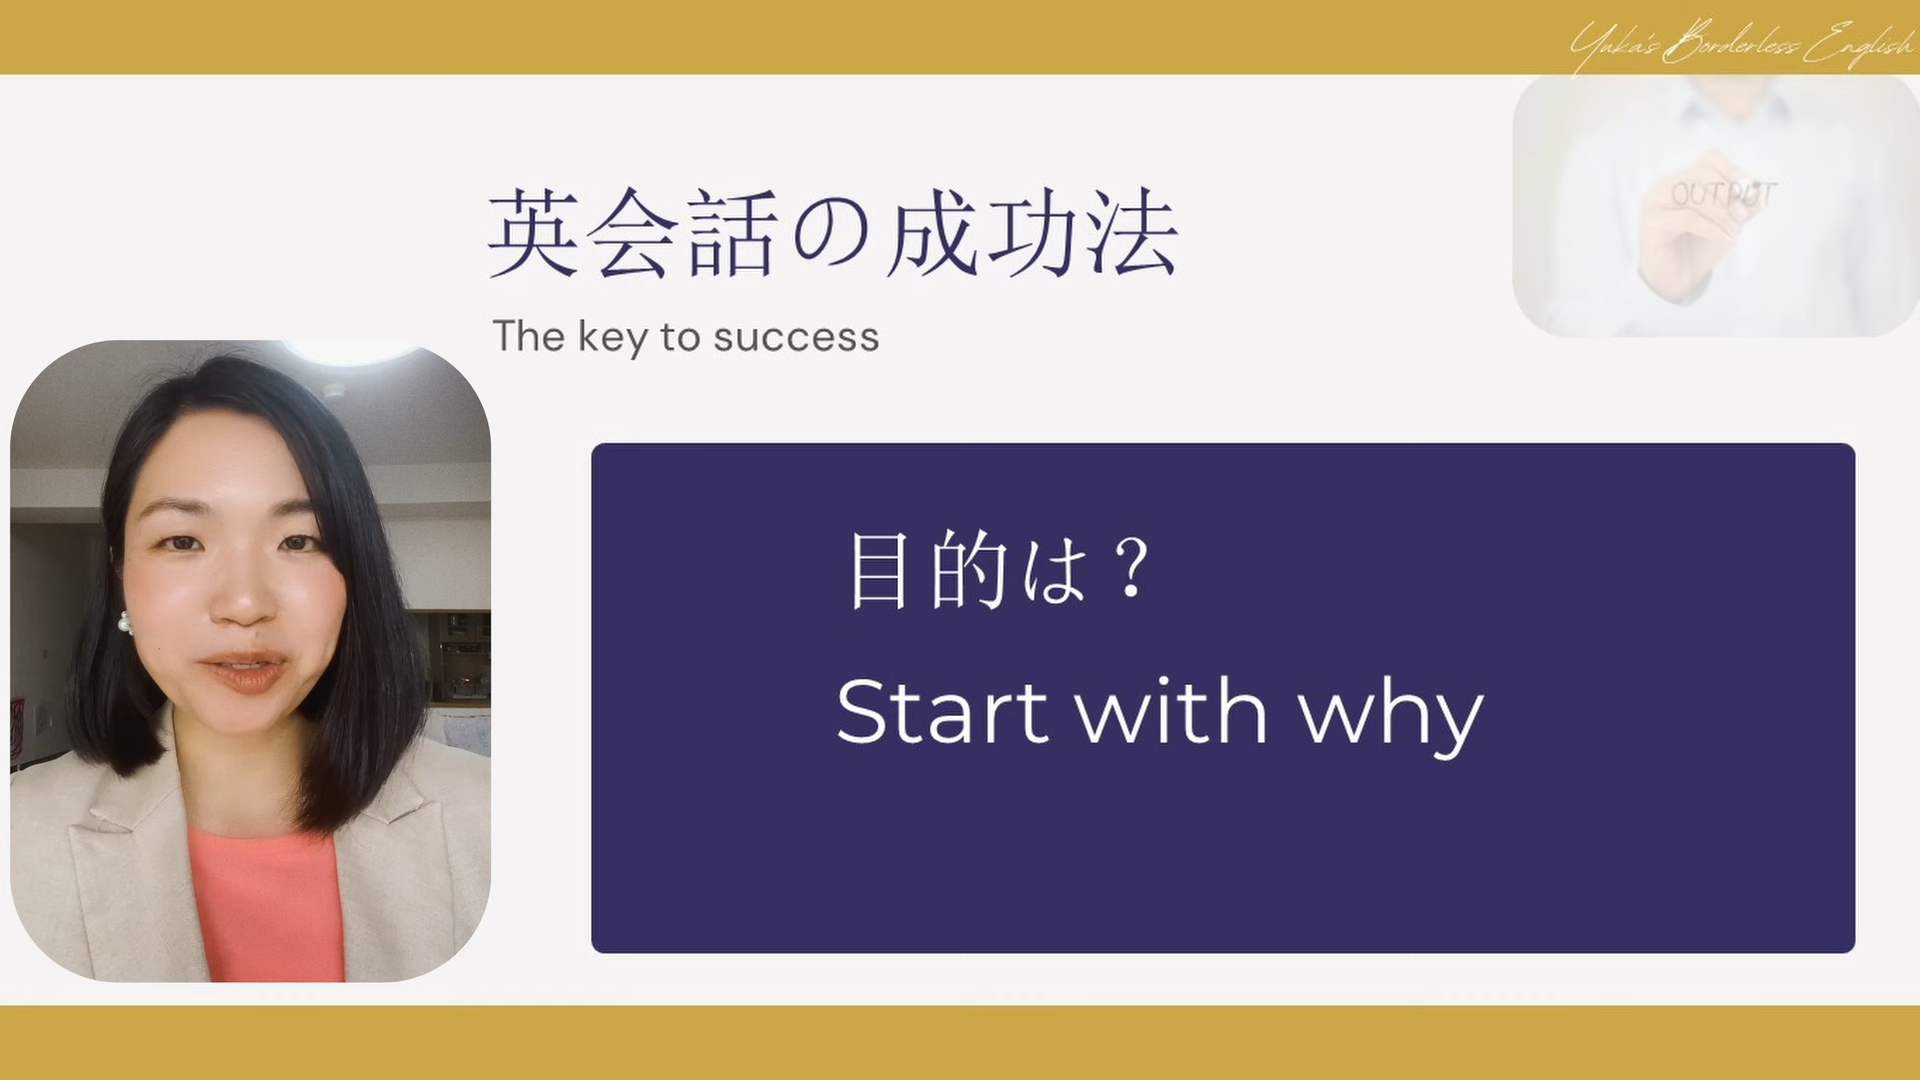 Yuka's Borderless English
OUTPUT
英会話の成功法
The key to success
目的は？
Start with why